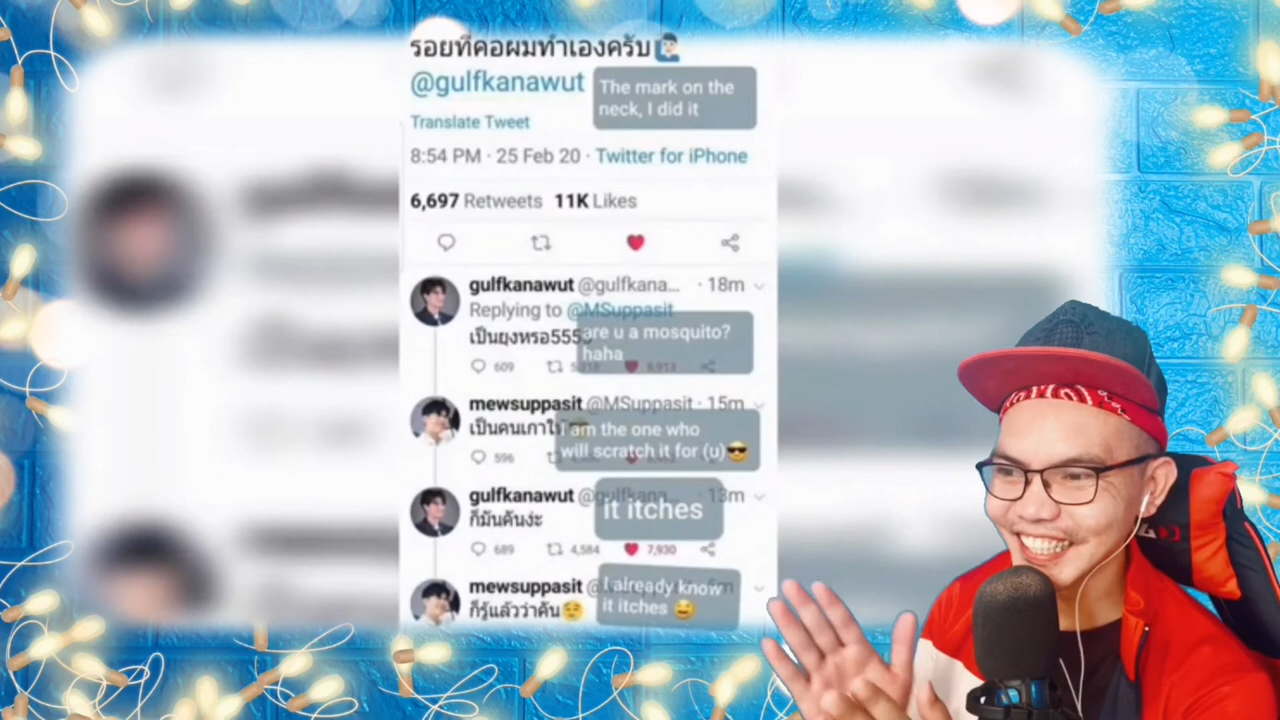 รอยที่คอผมทำเองครับ
@gulfkanawut
The mark on the
neck, I did it
Translate Tweet
8:54 PM · 25 Feb 20 · Twitter for iPhone
6,697 Retweets 11K Likes
gulfkanawut @gulfkana... · 18m
Replying to @MSuppasit
เป็นยุงหรอ555
are u a mosquito?
haha
609
mewsuppasit @MSuppasit · 15m
เป็นคนเกาให้
I am the one who
will scratch it for (u)😎
596
gulfkanawut @gulfkana... 13m
ก็มันคันง่ะ
it itches
689 4,584 7,930
mewsuppasit
ก็รู้แล้วว่าคัน
I already know
it itches 😆